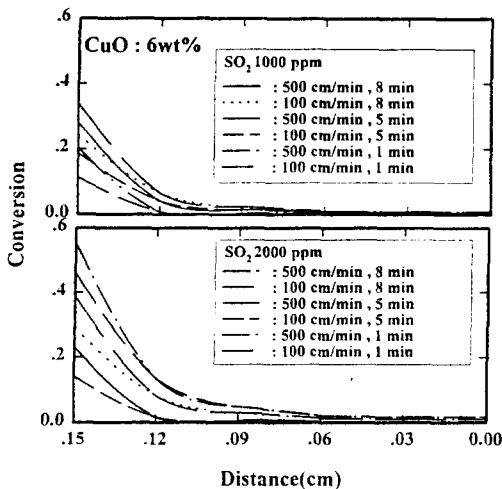 .6
CuO : 6wt%
SO2 1000 ppm
: 500 cm/min , 8 min
: 100 cm/min , 8 min
: 500 cm/min , 5 min
: 100 cm/min , 5 min
: 500 cm/min , 1 min
: 100 cm/min , 1 min
.4
.2
0.0
Conversion
SO2 2000 ppm
: 500 cm/min , 8 min
: 100 cm/min , 8 min
: 500 cm/min , 5 min
: 100 cm/min , 5 min
: 500 cm/min , 1 min
: 100 cm/min , 1 min
.4
.2
0.0
.15 .12 .09 .06 .03 0.00
Distance(cm)